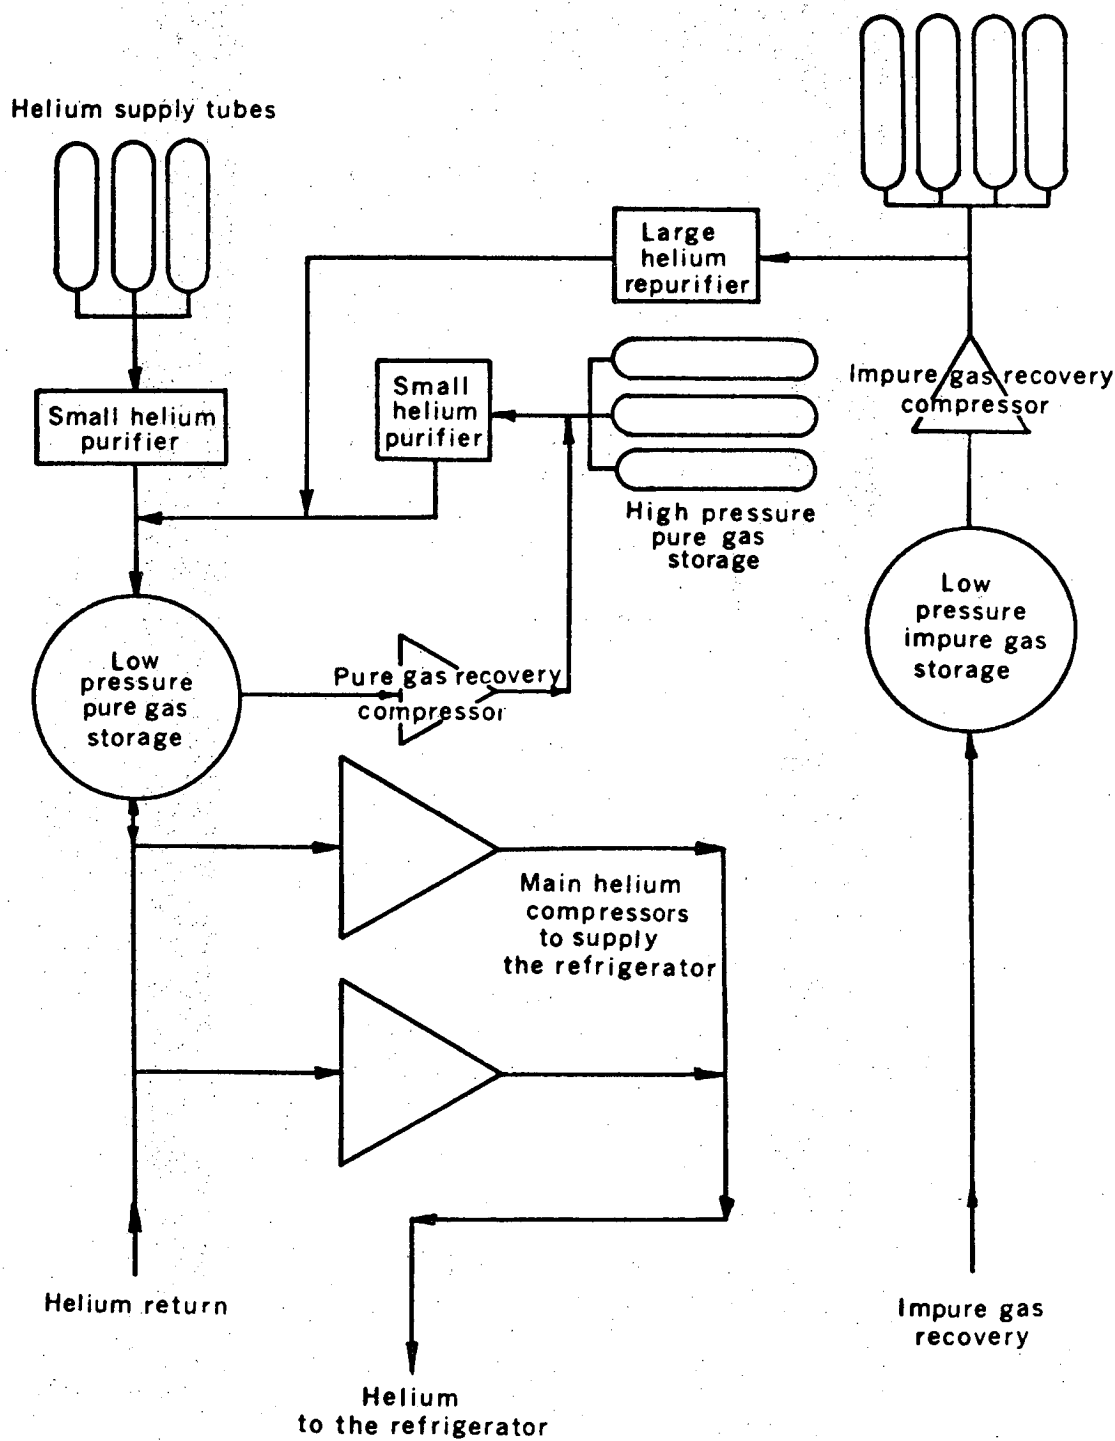 Helium supply tubes
Large
helium
repurifier
Small helium
purifier
Small
helium
purifier
Impure gas recovery
compressor
High pressure
pure gas
storage
Low
pressure
impure gas
storage
Low
pressure
pure gas
storage
Pure gas recovery
compressor
Main helium
compressors
to supply
the refrigerator
Helium return
Impure gas
recovery
Helium
to the refrigerator